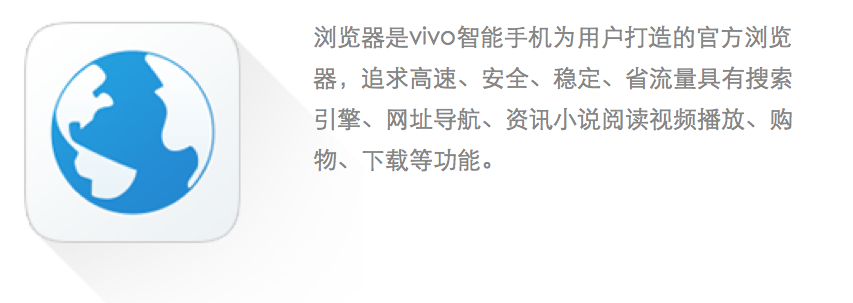 浏览器是vivo智能手机为用户打造的官方浏览
器，追求高速、安全、稳定、省流量具有搜索
引擎、网址导航、资讯小说阅读视频播放、购
物、下载等功能。